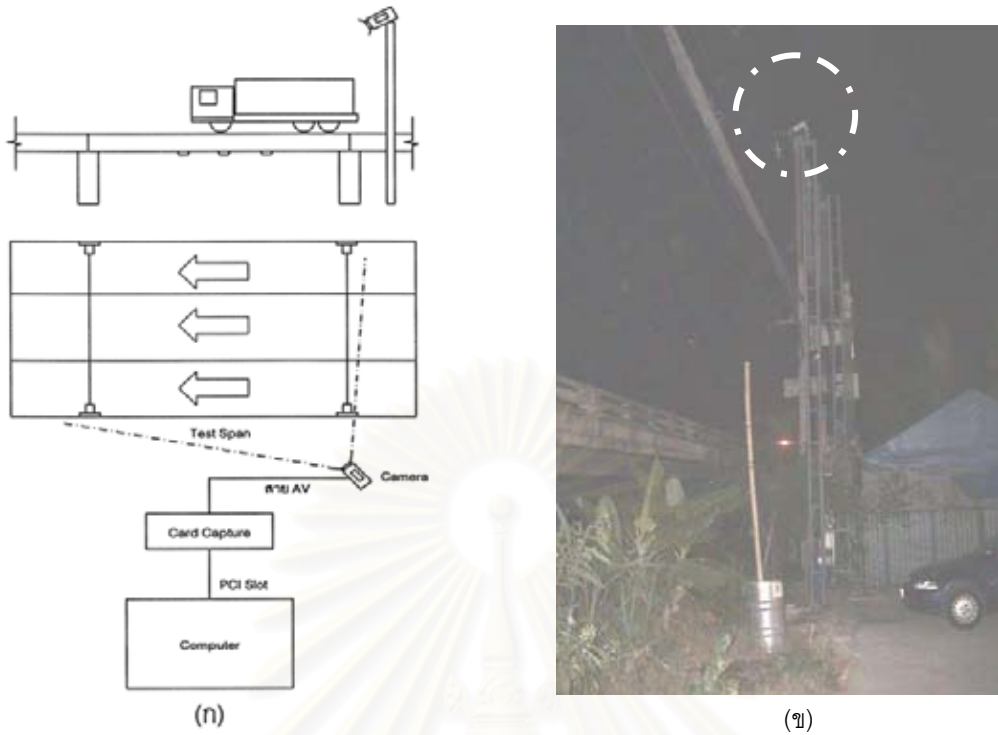 Test Span
Camera
สาย AV
Card Capture
PCI Slot
Computer
(ก)
(ข)